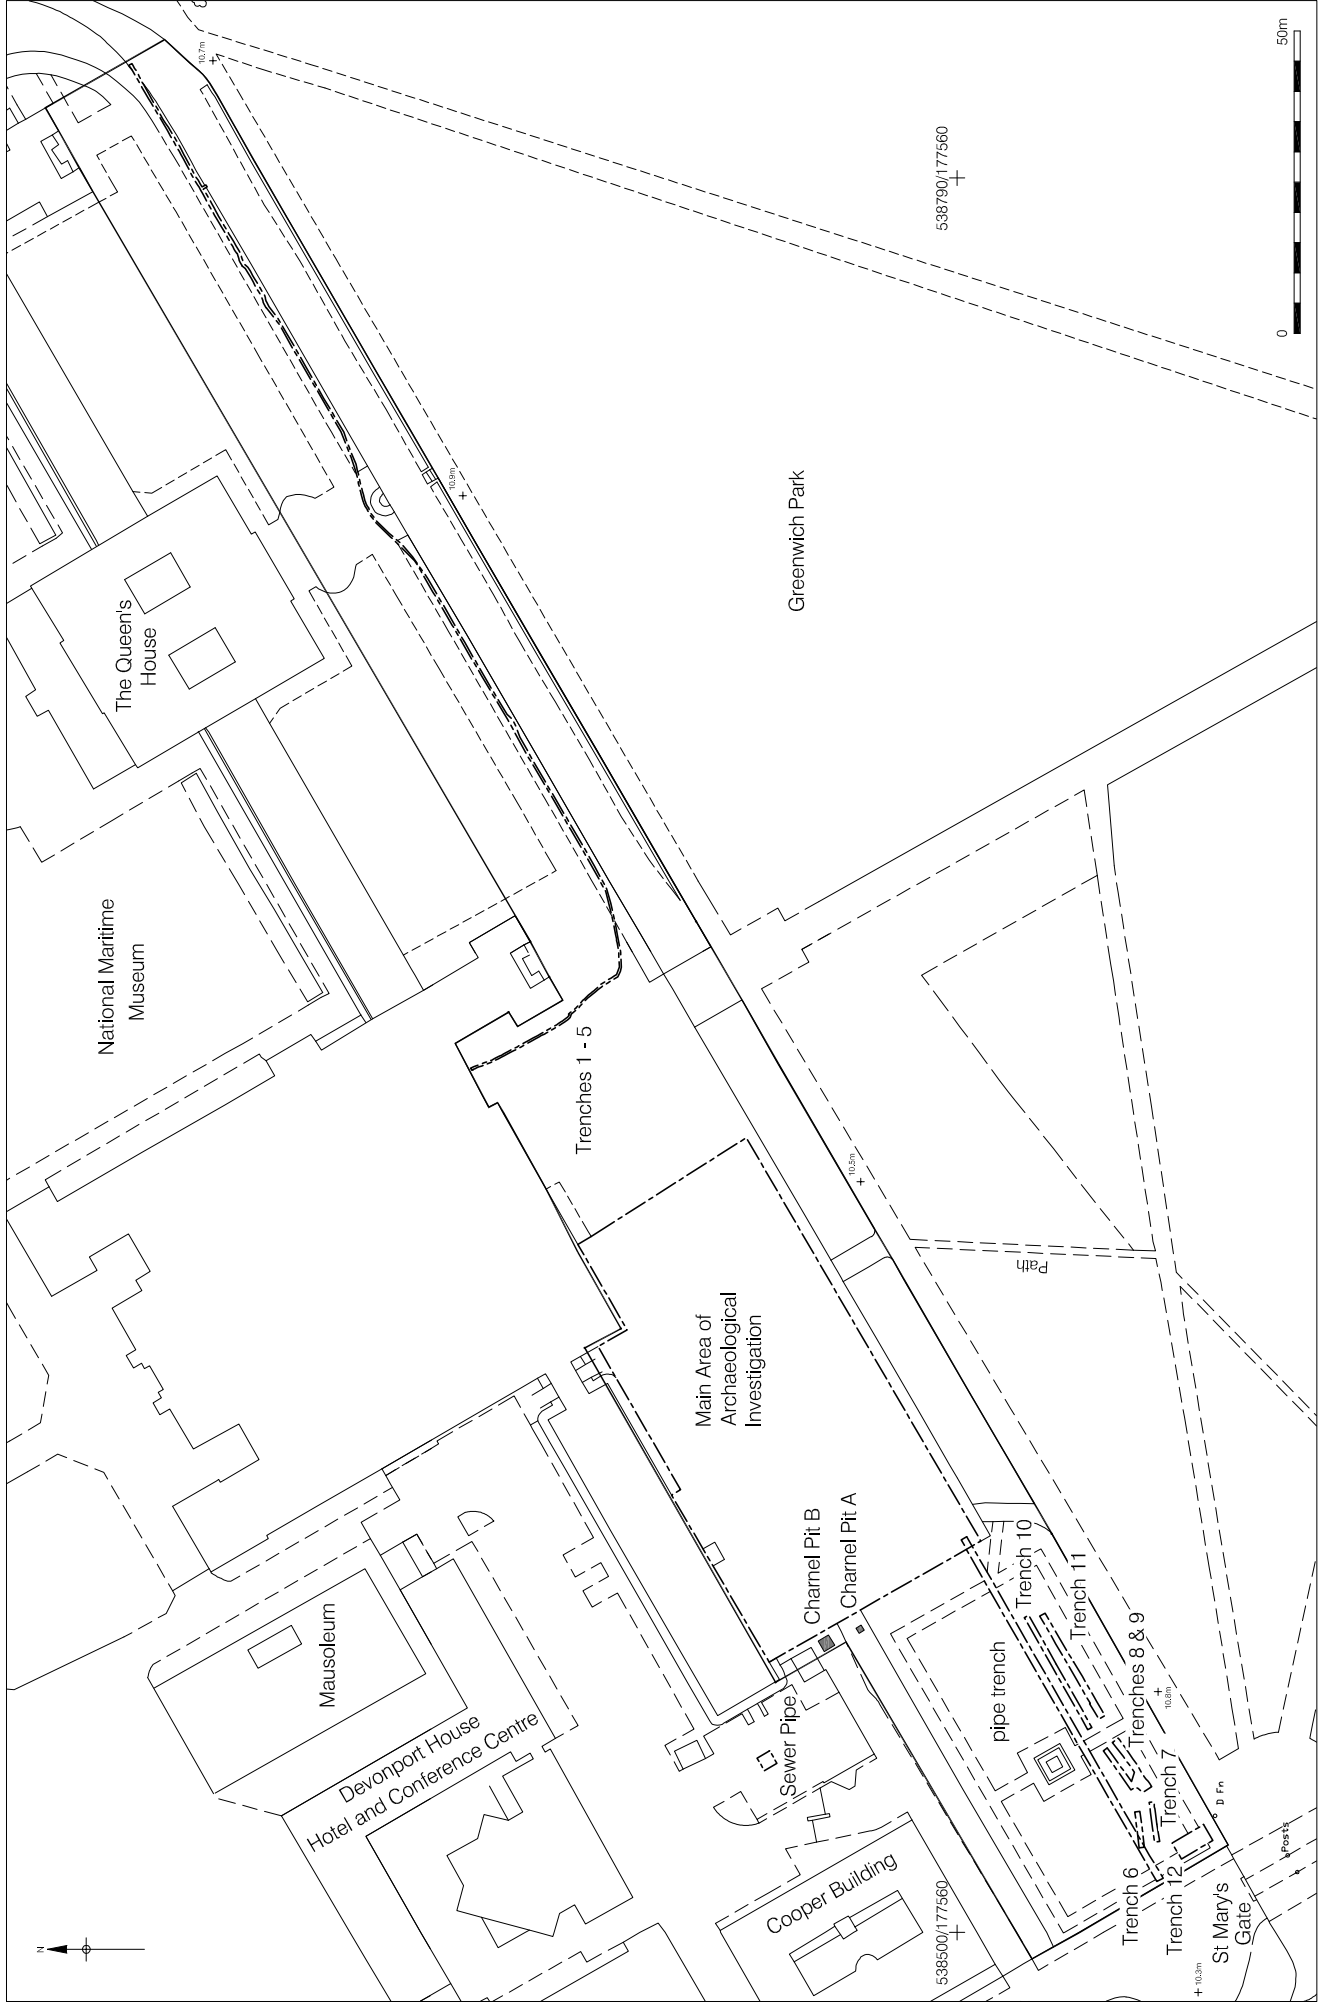 10.7m
50m
538790/177560
0
The Queen's
House
10.9m
Greenwich Park
National Maritime
Museum
Trenches 1 - 5
10.5m
Path
Main Area of
Archaeological
Investigation
Charnel Pit B
Charnel Pit A
Mausoleum
Devonport House
Hotel and Conference Centre
Sewer Pipe
pipe trench
Trench 10
Trench 11
Trenches 8 & 9
10.8m
Trench 7
D Fn
Posts
Cooper Building
538500/177560
Trench 6
Trench 12
St Mary's
Gate
10.3m
N